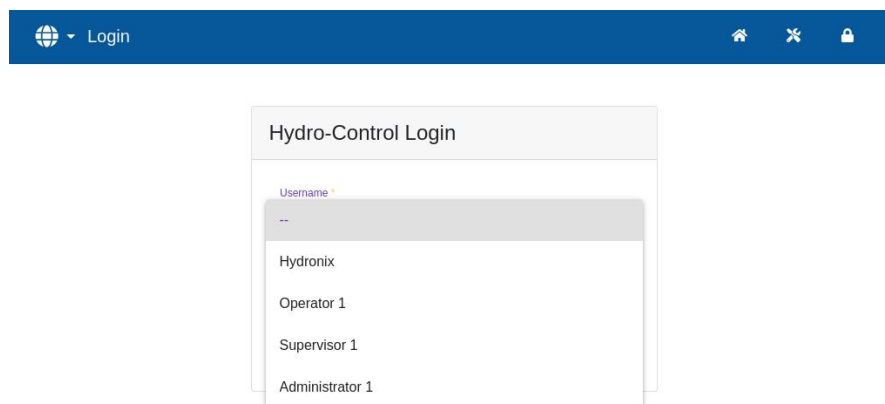 Login
Hydro-Control Login
Username *
--
Hydronix
Operator 1
Supervisor 1
Administrator 1